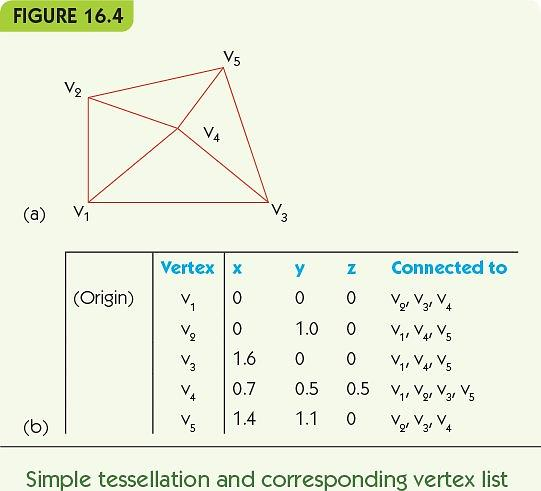 FIGURE 16.4
V5
V2
V4
(a) V1 V3
Vertex x y z Connected to
(Origin) V1 0 0 0 V2, V3, V4
V2 0 1.0 0 V1, V4, V5
V3 1.6 0 0 V1, V4, V5
V4 0.7 0.5 0.5 V1, V2, V3, V5
(b) V5 1.4 1.1 0 V2, V3, V4
Simple tessellation and corresponding vertex list